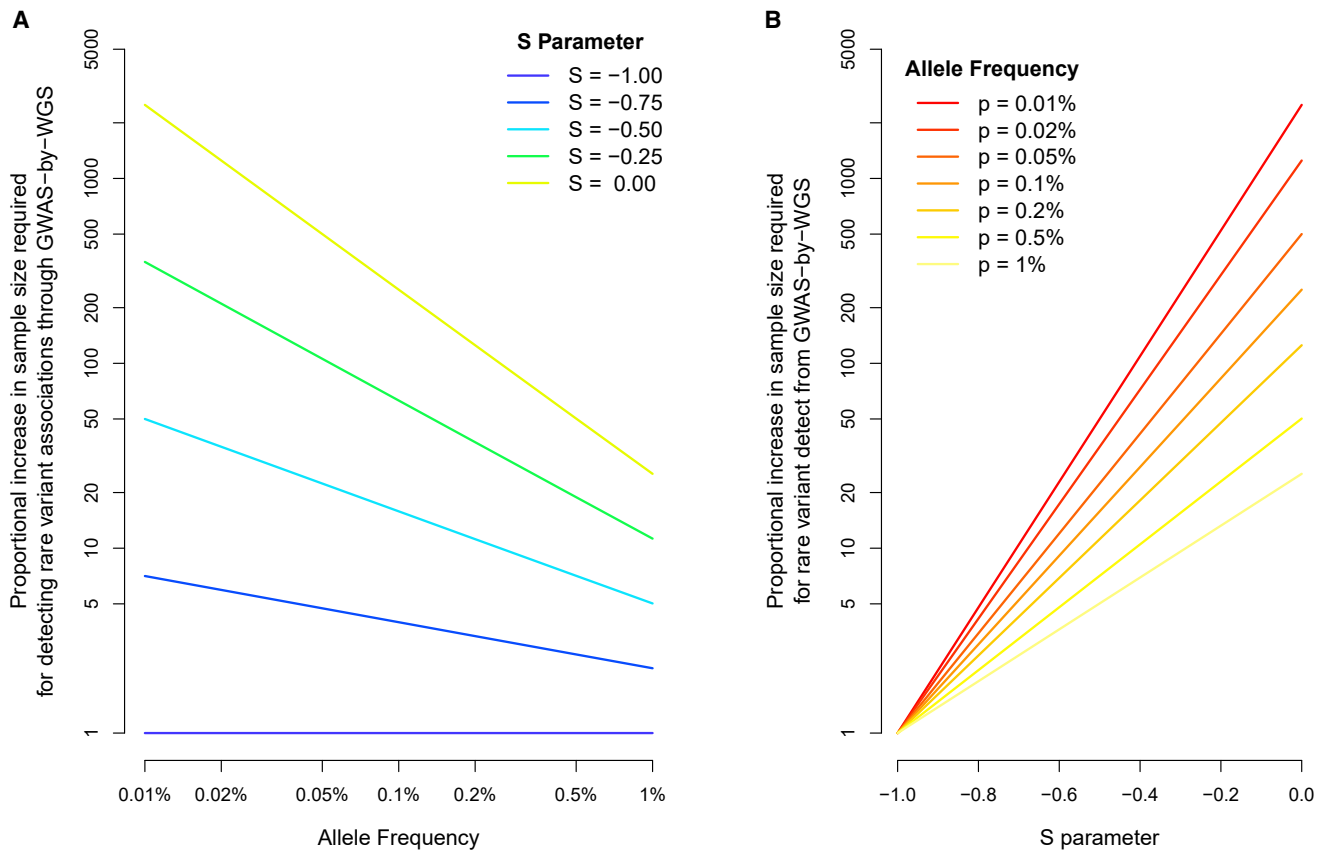 A
Proportional increase in sample size required
for detecting rare variant associations through GWAS−by−WGS
5000
1000
500
200
100
50
20
10
5
1
S Parameter
S = −1.00
S = −0.75
S = −0.50
S = −0.25
S = 0.00
0.01%
0.02%
0.05%
0.1%
0.2%
0.5%
1%
Allele Frequency
B
Proportional increase in sample size required
for rare variant detect from GWAS−by−WGS
5000
1000
500
200
100
50
20
10
5
1
Allele Frequency
p = 0.01%
p = 0.02%
p = 0.05%
p = 0.1%
p = 0.2%
p = 0.5%
p = 1%
−1.0
−0.8
−0.6
−0.4
−0.2
0.0
S parameter